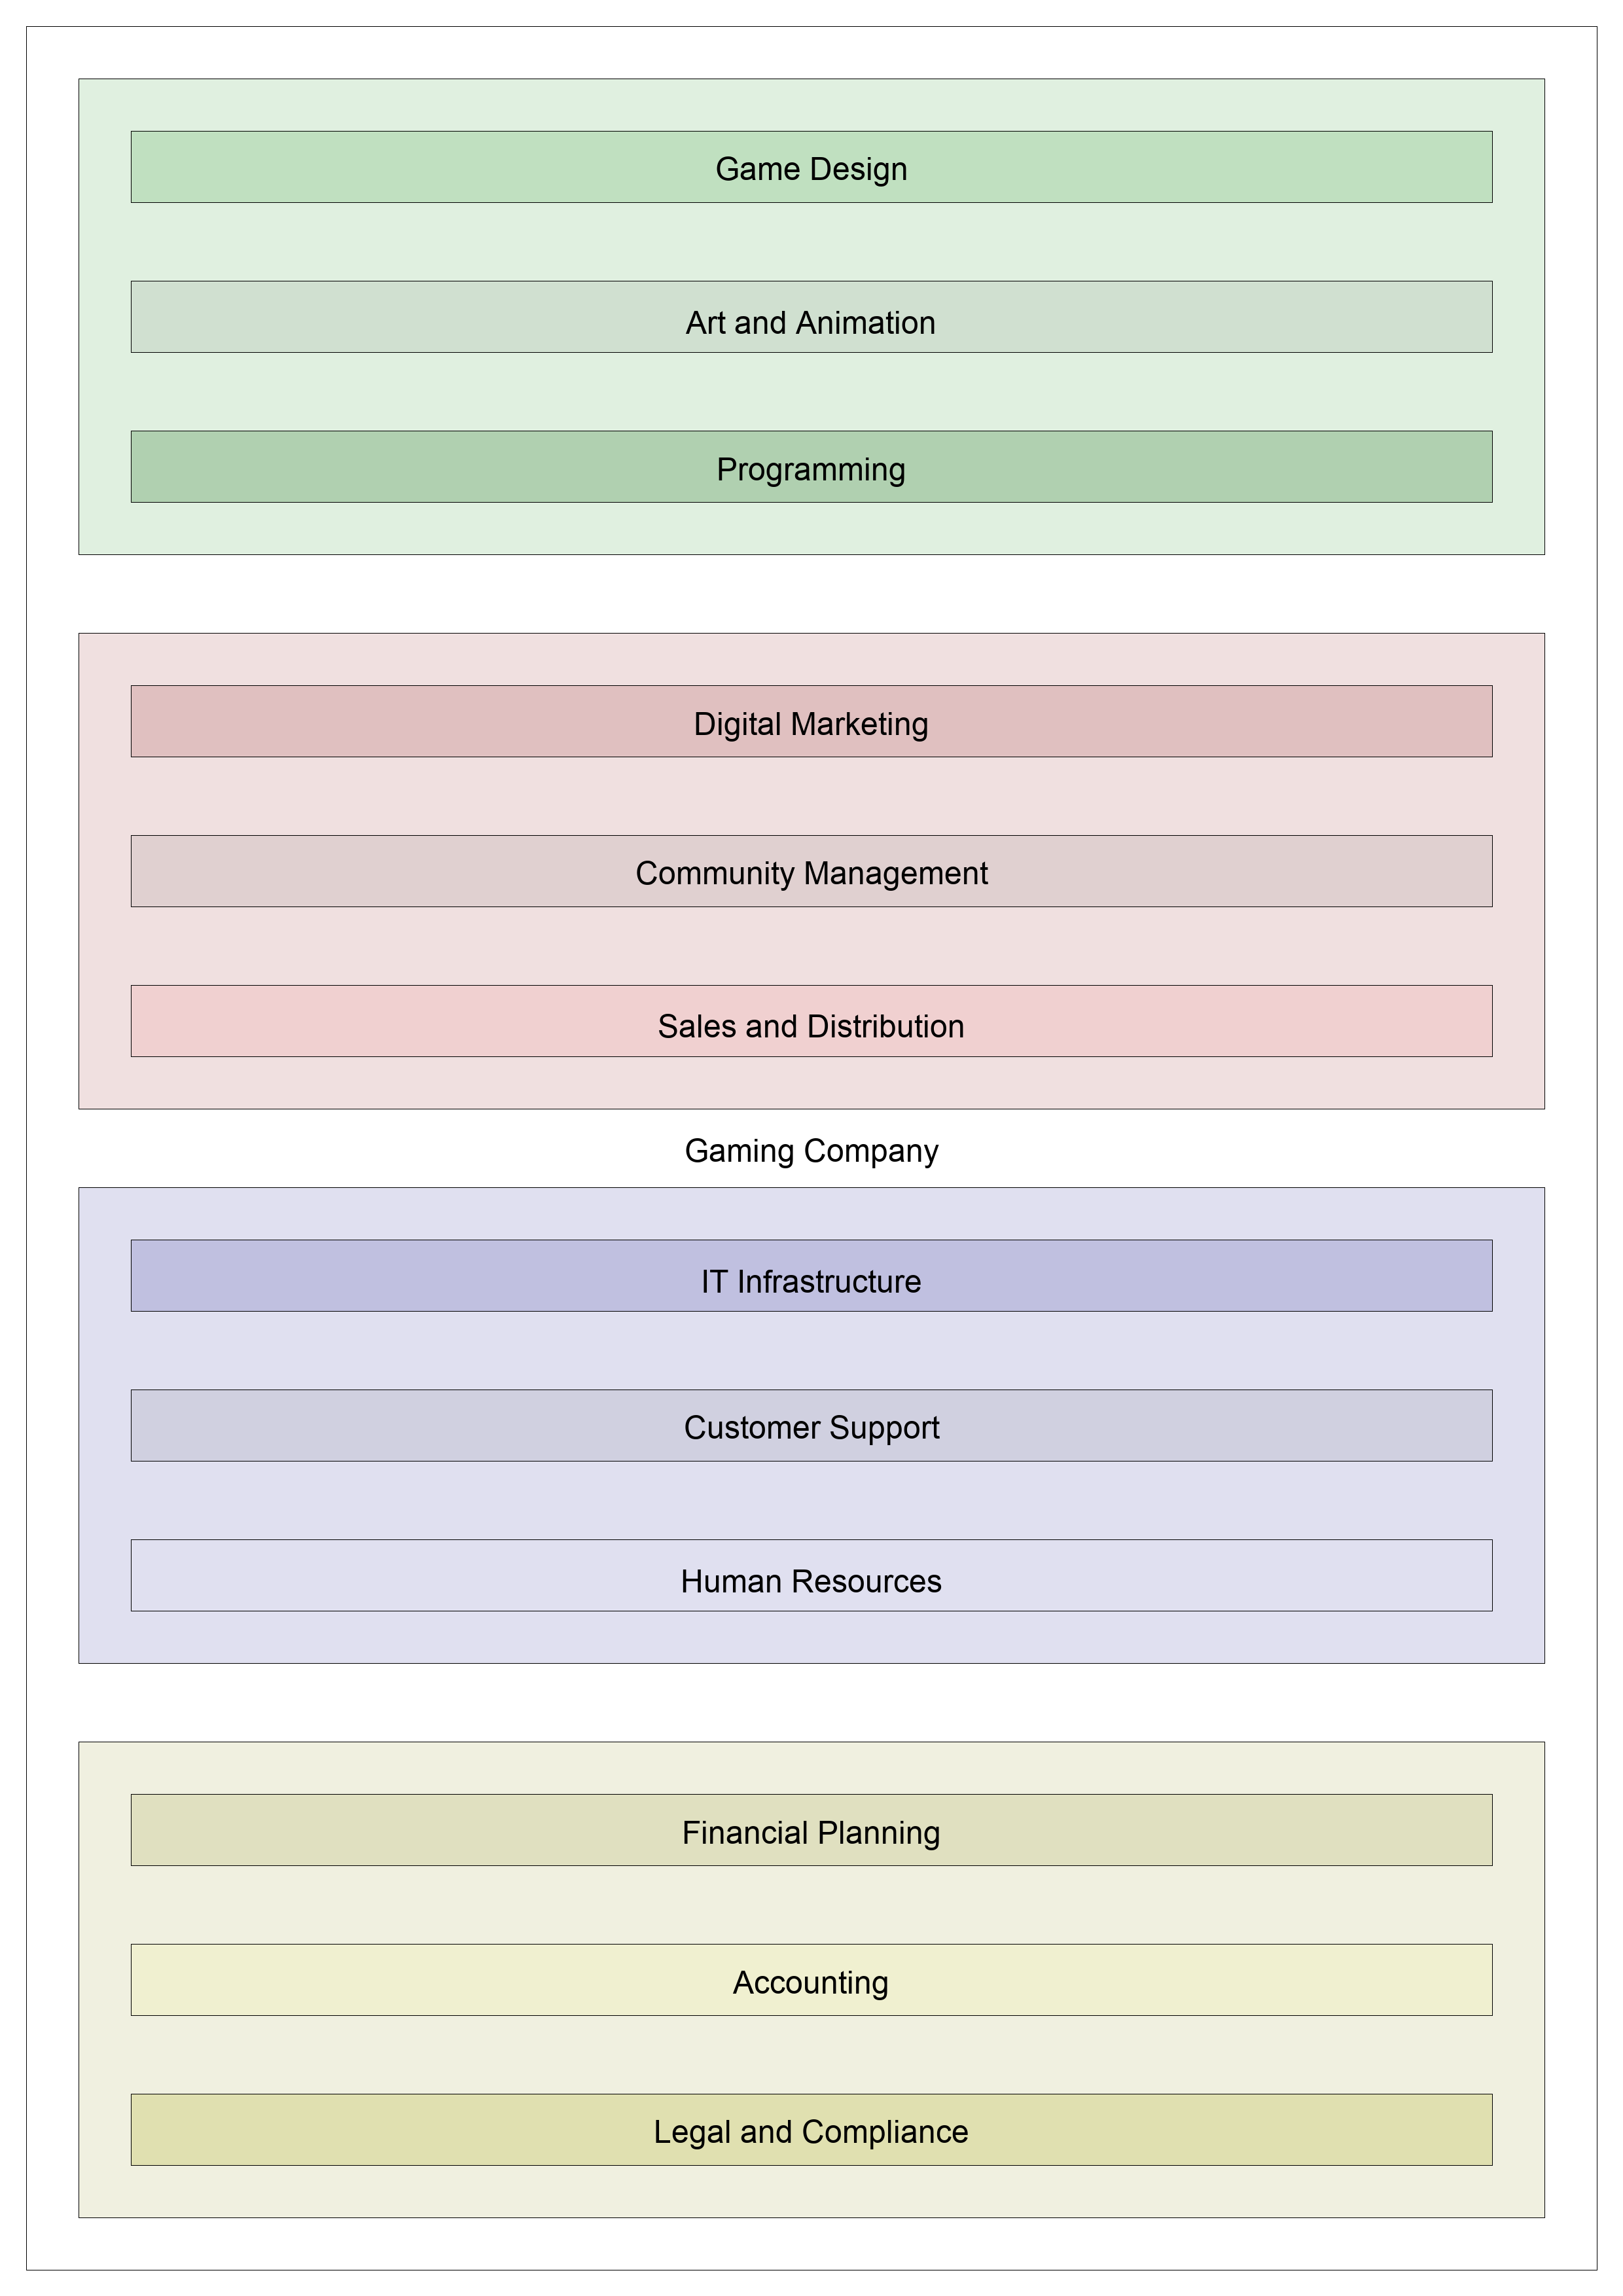 Game Design
Art and Animation
Programming
Digital Marketing
Community Management
Sales and Distribution
Gaming Company
IT Infrastructure
Customer Support
Human Resources
Financial Planning
Accounting
Legal and Compliance